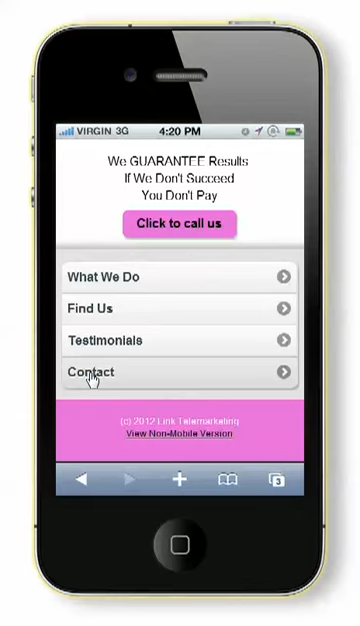 VIRGIN 3G 4:20 PM
We GUARANTEE Results
If We Don't Succeed
You Don't Pay
Click to call us
What We Do
Find Us
Testimonials
Contact
(c) 2012 Link Telemarketing
View Non-Mobile Version
3